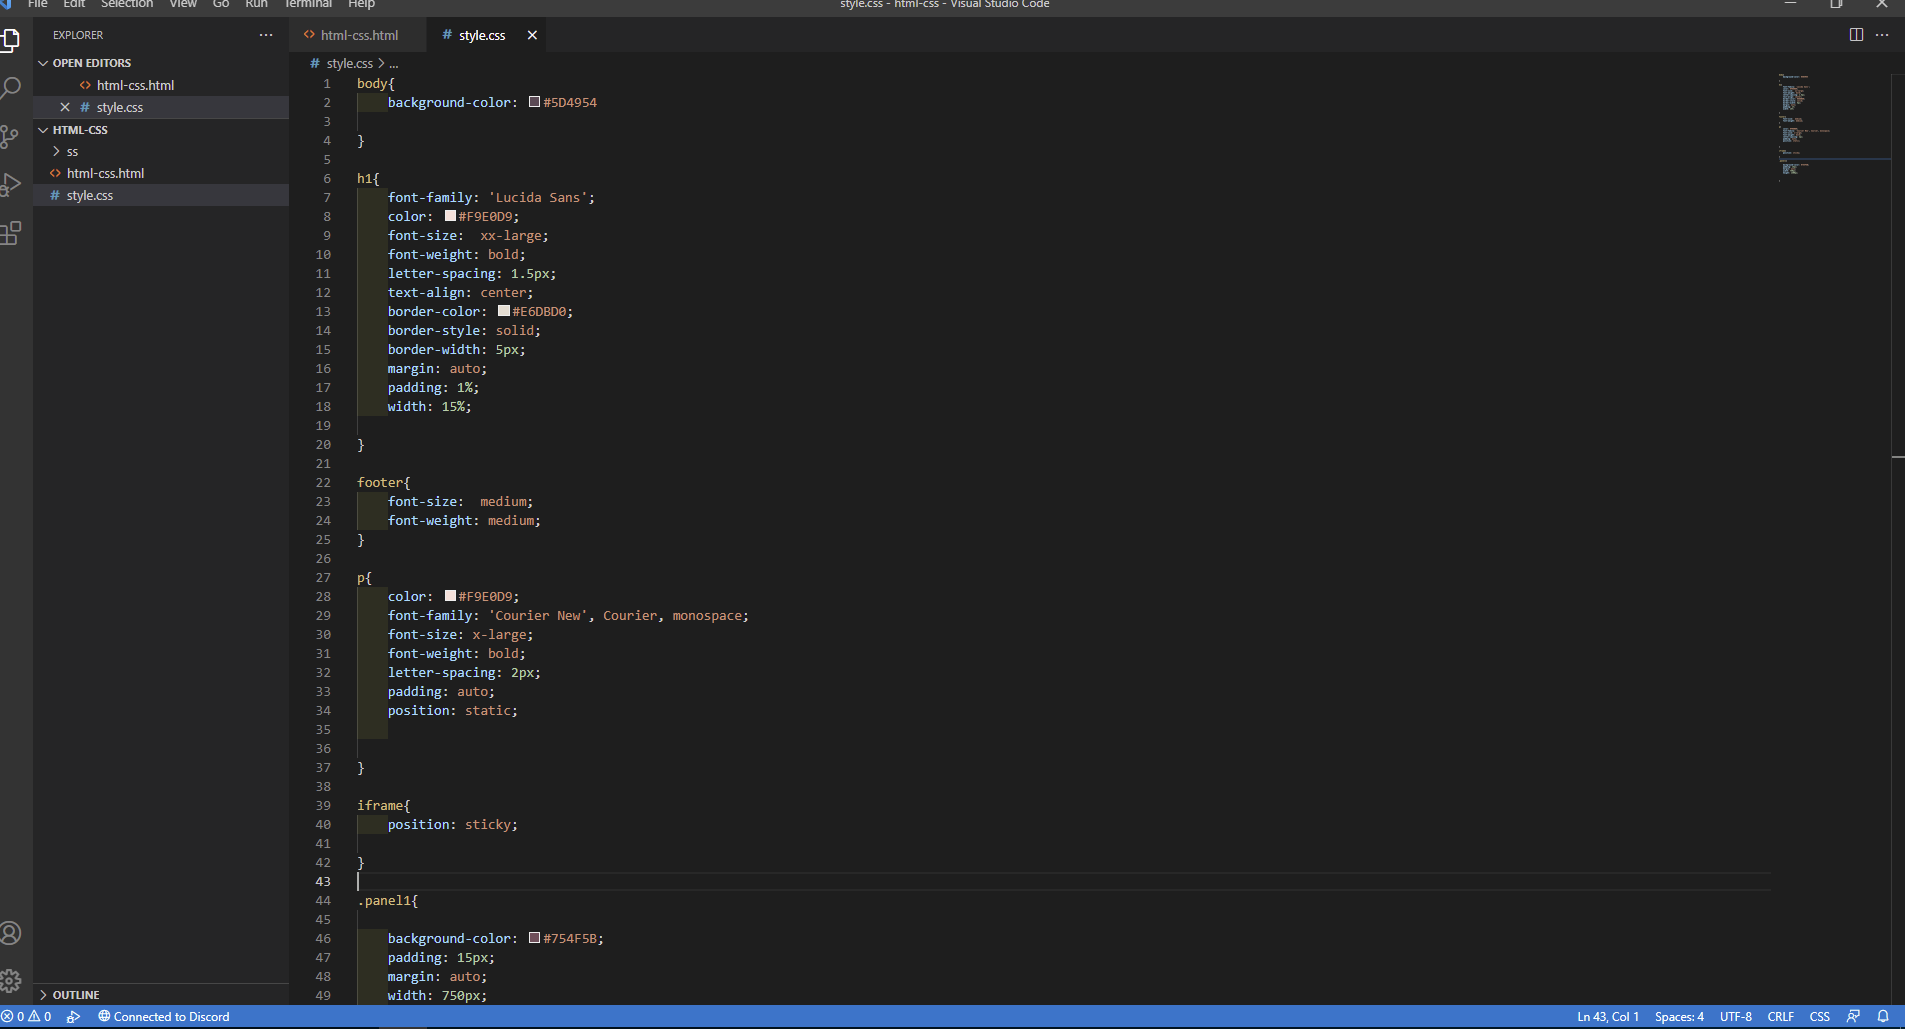 File Edit Selection View Go Run Terminal Help
style.css - html-css - Visual Studio Code
EXPLORER
OPEN EDITORS
html-css.html
style.css
HTML-CSS
ss
html-css.html
style.css
OUTLINE
html-css.html
style.css
style.css > ...
1 body{
2 background-color: #5D4954
3
4 }
5
6 h1{
7 font-family: 'Lucida Sans';
8 color: #F9E0D9;
9 font-size:  xx-large;
10 font-weight: bold;
11 letter-spacing: 1.5px;
12 text-align: center;
13 border-color: #E6DBD0;
14 border-style: solid;
15 border-width: 5px;
16 margin: auto;
17 padding: 1%;
18 width: 15%;
19
20 }
21
22 footer{
23 font-size:  medium;
24 font-weight: medium;
25 }
26
27 p{
28 color: #F9E0D9;
29 font-family: 'Courier New', Courier, monospace;
30 font-size: x-large;
31 font-weight: bold;
32 letter-spacing: 2px;
33 padding: auto;
34 position: static;
35
36
37 }
38
39 iframe{
40 position: sticky;
41
42 }
43
44 .panel1{
45
46 background-color: #754F5B;
47 padding: 15px;
48 margin: auto;
49 width: 750px;
0 0 Connected to Discord
Ln 43, Col 1 Spaces: 4 UTF-8 CRLF CSS